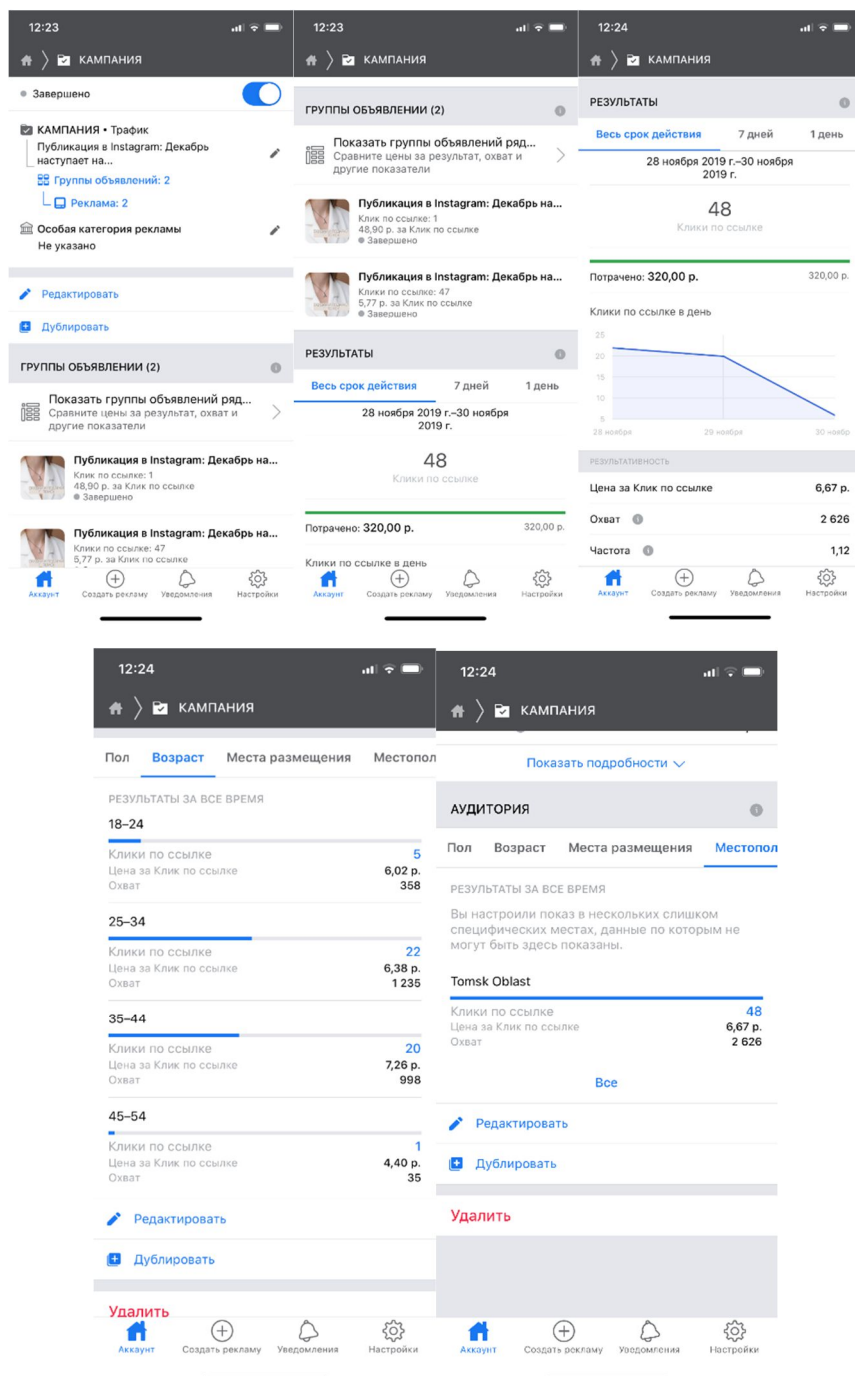 12:23
КАМПАНИЯ
Завершено
КАМПАНИЯ • Трафик
Публикация в Instagram: Декабрь
наступает на...
Группы объявлений: 2
Реклама: 2
Особая категория рекламы
Не указано
Редактировать
Дублировать
ГРУППЫ ОБЪЯВЛЕНИИ (2)
Показать группы объявлений ряд...
Сравните цены за результат, охват и
другие показатели
Публикация в Instagram: Декабрь на...
Клик по ссылке: 1
48,90 р. за Клик по ссылке
Завершено
Публикация в Instagram: Декабрь на...
Клики по ссылке: 47
5,77 р. за Клик по ссылке
Аккаунт Создать рекламу Уведомления Настройки
12:23
КАМПАНИЯ
ГРУППЫ ОБЪЯВЛЕНИИ (2)
Показать группы объявлений ряд...
Сравните цены за результат, охват и
другие показатели
Публикация в Instagram: Декабрь на...
Клик по ссылке: 1
48,90 р. за Клик по ссылке
Завершено
Публикация в Instagram: Декабрь на...
Клики по ссылке: 47
5,77 р. за Клик по ссылке
Завершено
РЕЗУЛЬТАТЫ
Весь срок действия 7 дней 1 день
28 ноября 2019 г.–30 ноября
2019 г.
48
Клики по ссылке
Потрачено: 320,00 р. 320,00 р.
Клики по ссылке в день
Аккаунт Создать рекламу Уведомления Настройки
12:24
КАМПАНИЯ
РЕЗУЛЬТАТЫ
Весь срок действия 7 дней 1 день
28 ноября 2019 г.–30 ноября
2019 г.
48
Клики по ссылке
Потрачено: 320,00 р. 320,00 р.
Клики по ссылке в день
25
20
15
10
5
28 ноября 29 ноября 30 ноябр
РЕЗУЛЬТАТИВНОСТЬ
Цена за Клик по ссылке 6,67 р.
Охват 2 626
Частота 1,12
Аккаунт Создать рекламу Уведомления Настройки
12:24
КАМПАНИЯ
Пол Возраст Места размещения Местопол
РЕЗУЛЬТАТЫ ЗА ВСЕ ВРЕМЯ
18–24
Клики по ссылке 5
Цена за Клик по ссылке 6,02 р.
Охват 358
25–34
Клики по ссылке 22
Цена за Клик по ссылке 6,38 р.
Охват 1 235
35–44
Клики по ссылке 20
Цена за Клик по ссылке 7,26 р.
Охват 998
45–54
Клики по ссылке 1
Цена за Клик по ссылке 4,40 р.
Охват 35
Редактировать
Дублировать
Удалить
Аккаунт Создать рекламу Уведомления Настройки
12:24
КАМПАНИЯ
Показать подробности
АУДИТОРИЯ
Пол Возраст Места размещения Местопол
РЕЗУЛЬТАТЫ ЗА ВСЕ ВРЕМЯ
Вы настроили показ в нескольких слишком
специфических местах, данные по которым не
могут быть здесь показаны.
Tomsk Oblast
Клики по ссылке 48
Цена за Клик по ссылке 6,67 р.
Охват 2 626
Все
Редактировать
Дублировать
Удалить
Аккаунт Создать рекламу Уведомления Настройки